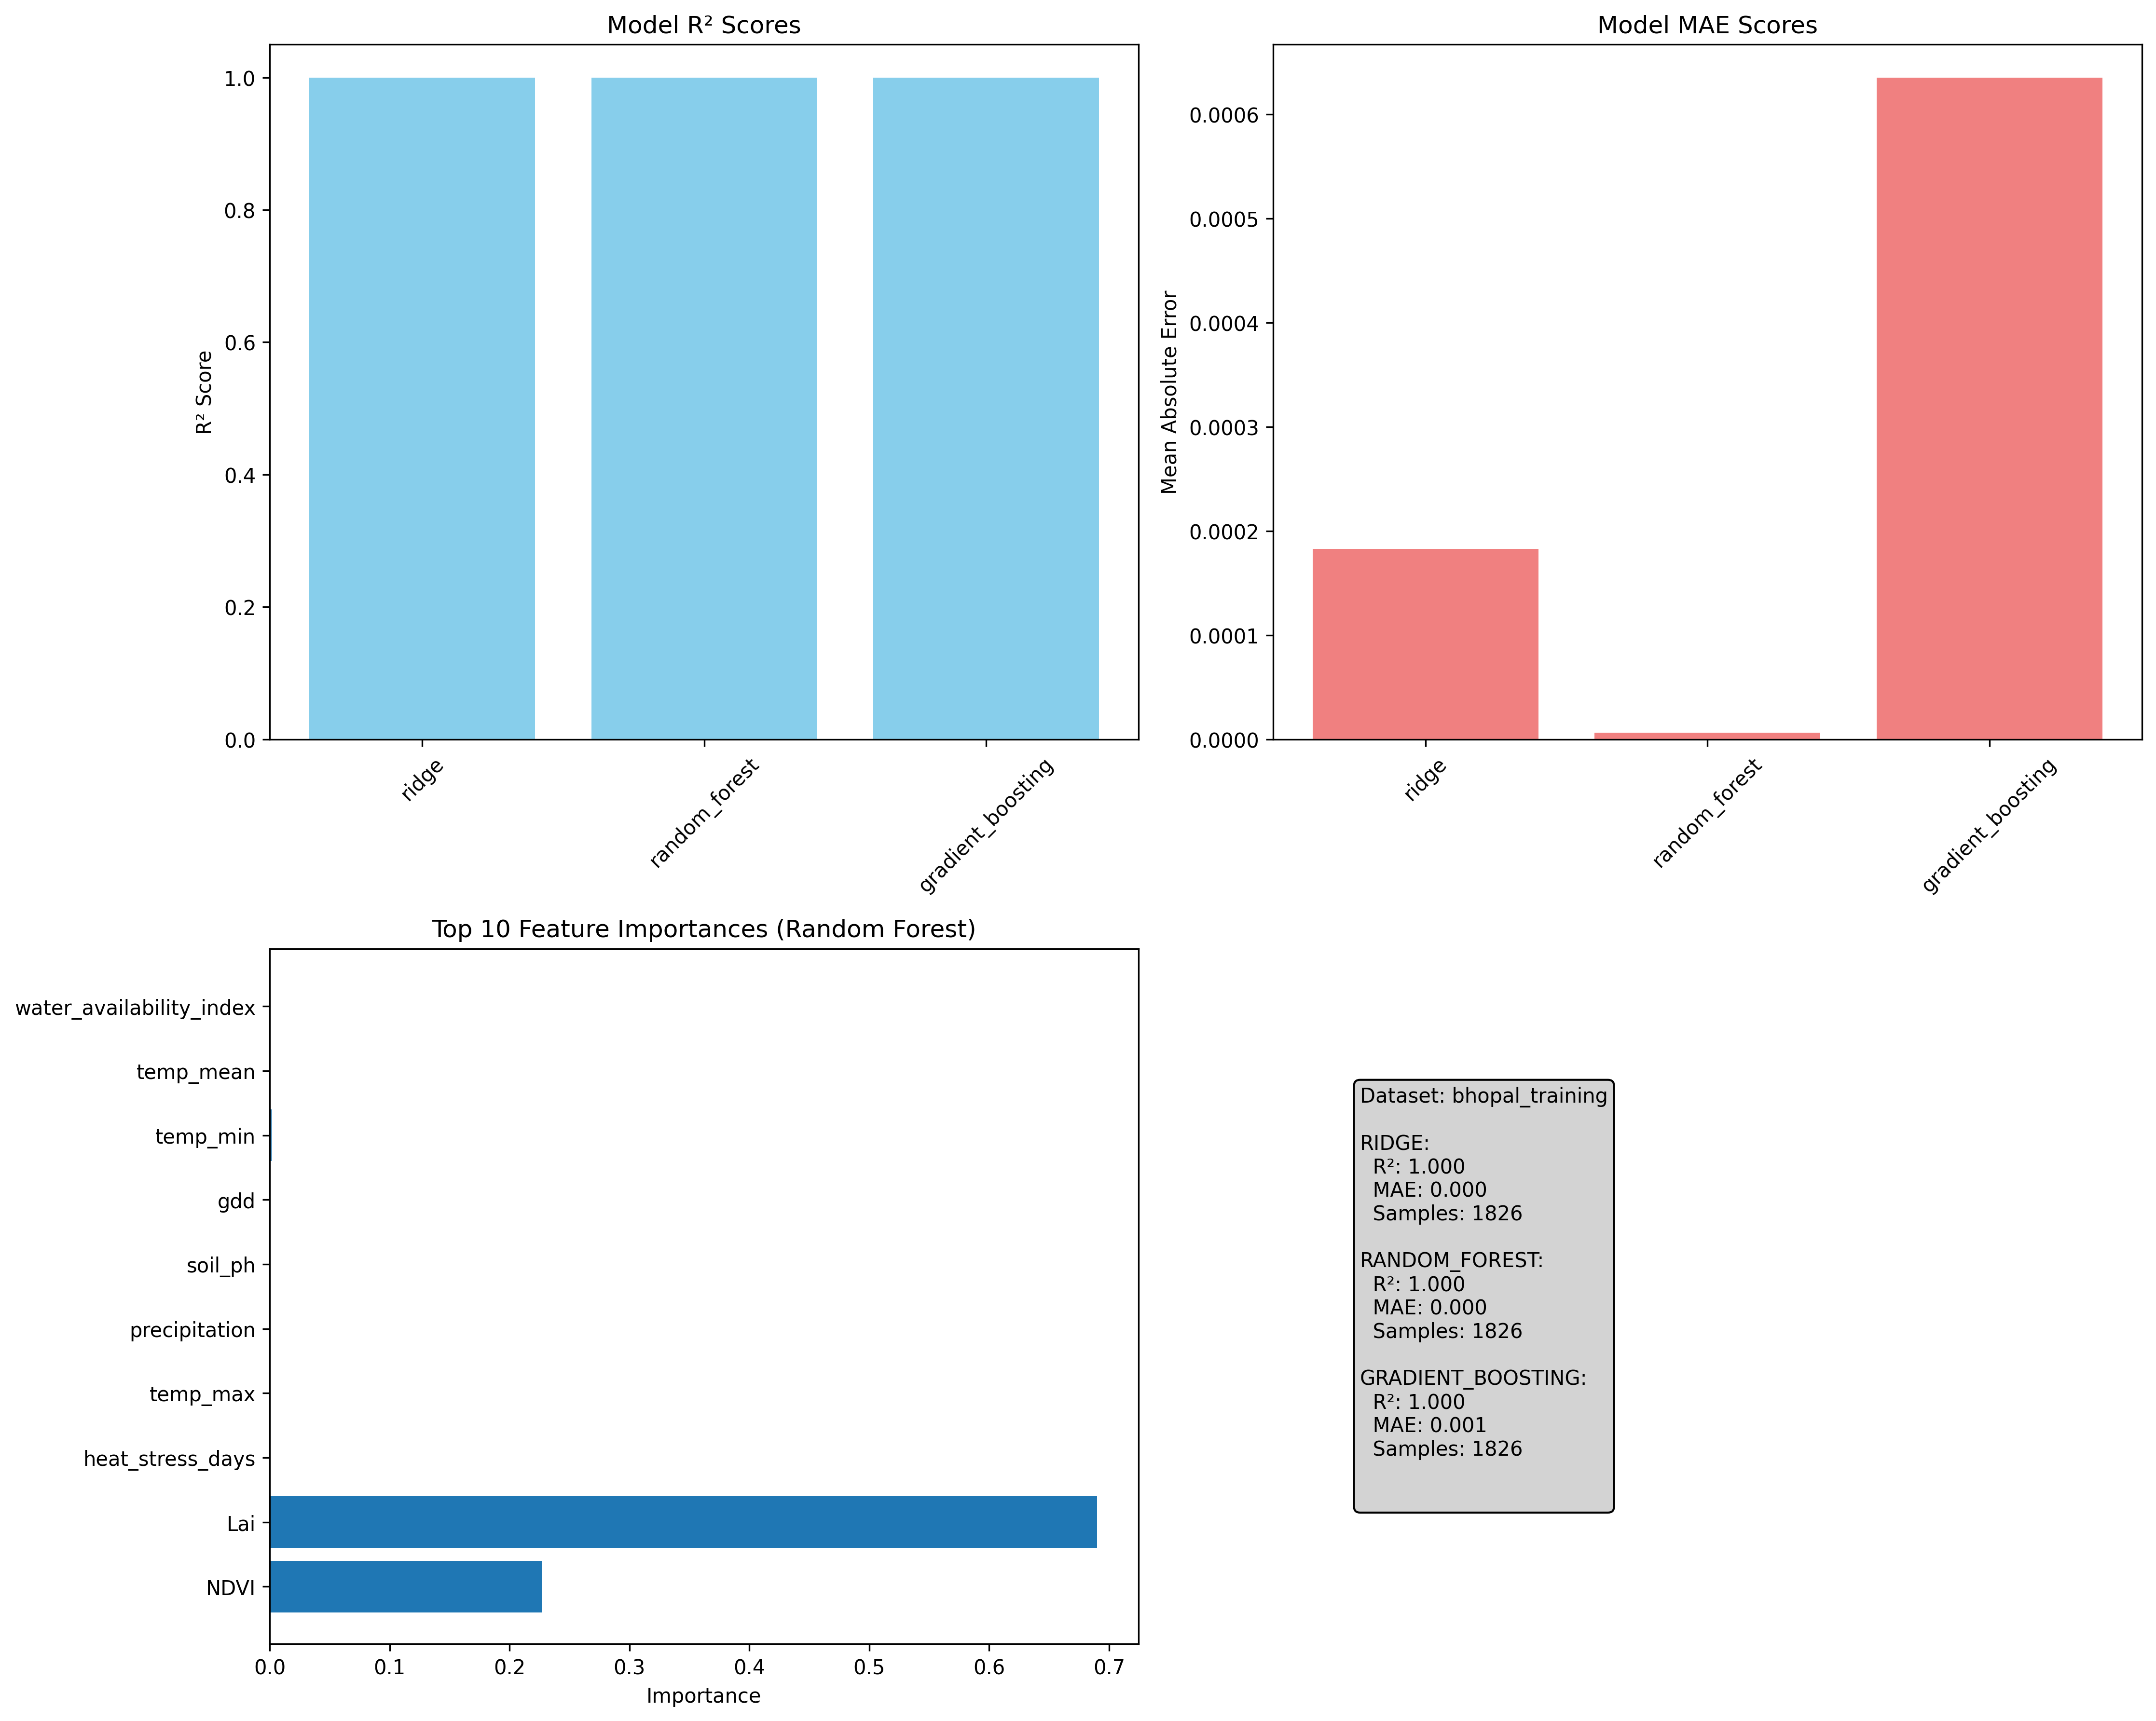 Model R² Scores
R² Score
1.0
0.8
0.6
0.4
0.2
0.0
ridge
random_forest
gradient_boosting
Model MAE Scores
Mean Absolute Error
0.0006
0.0005
0.0004
0.0003
0.0002
0.0001
0.0000
ridge
random_forest
gradient_boosting
Top 10 Feature Importances (Random Forest)
water_availability_index
temp_mean
temp_min
gdd
soil_ph
precipitation
temp_max
heat_stress_days
Lai
NDVI
0.0 0.1 0.2 0.3 0.4 0.5 0.6 0.7
Importance
Dataset: bhopal_training
RIDGE:
R²: 1.000
MAE: 0.000
Samples: 1826
RANDOM_FOREST:
R²: 1.000
MAE: 0.000
Samples: 1826
GRADIENT_BOOSTING:
R²: 1.000
MAE: 0.001
Samples: 1826